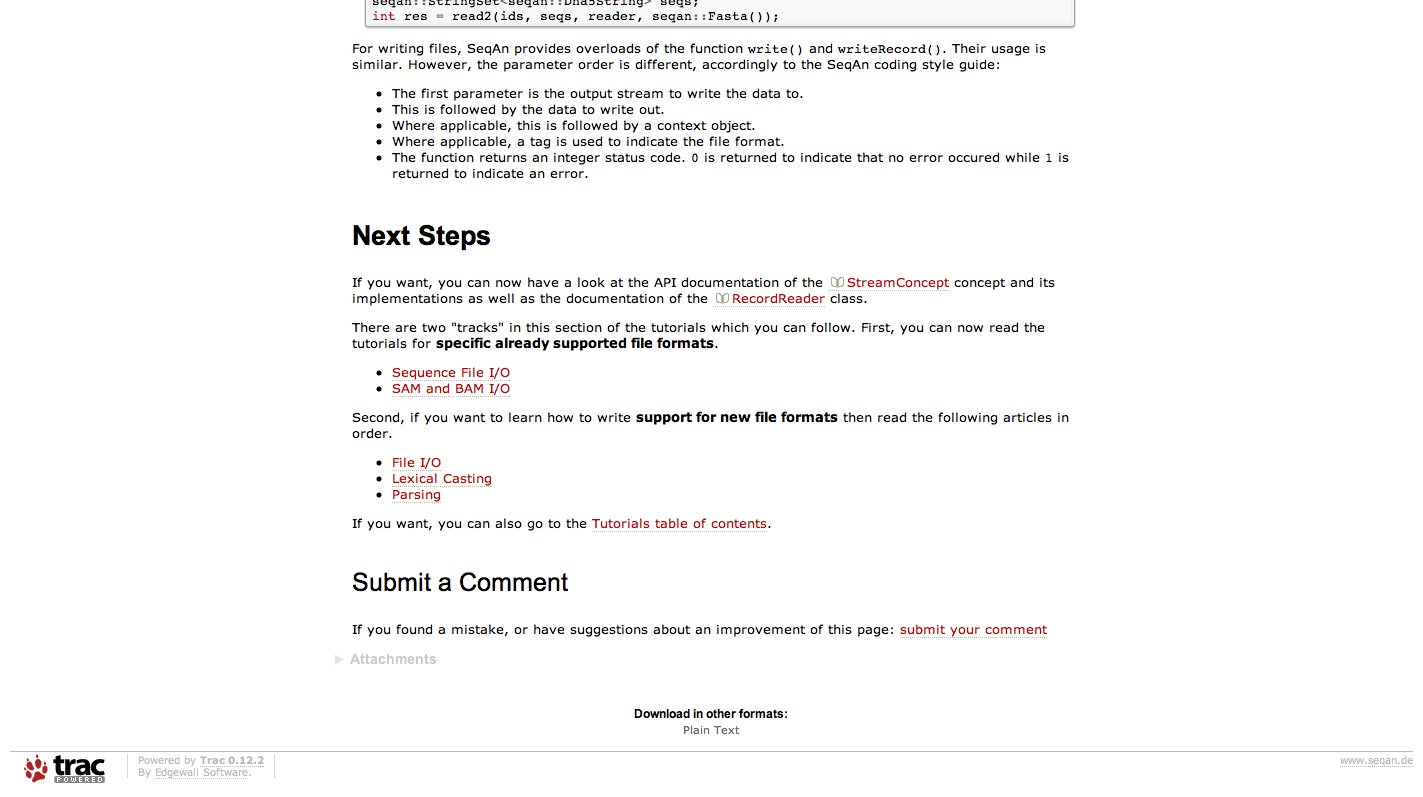 seqan::StringSet<seqan::Dna5String> seqs;
int res = read2(ids, seqs, reader, seqan::Fasta());
For writing files, SeqAn provides overloads of the function write() and writeRecord(). Their usage is
similar. However, the parameter order is different, accordingly to the SeqAn coding style guide:
• The first parameter is the output stream to write the data to.
• This is followed by the data to write out.
• Where applicable, this is followed by a context object.
• Where applicable, a tag is used to indicate the file format.
• The function returns an integer status code. 0 is returned to indicate that no error occured while 1 is
returned to indicate an error.
Next Steps
If you want, you can now have a look at the API documentation of the StreamConcept concept and its
implementations as well as the documentation of the RecordReader class.
There are two "tracks" in this section of the tutorials which you can follow. First, you can now read the
tutorials for specific already supported file formats.
• Sequence File I/O
• SAM and BAM I/O
Second, if you want to learn how to write support for new file formats then read the following articles in
order.
• File I/O
• Lexical Casting
• Parsing
If you want, you can also go to the Tutorials table of contents.
Submit a Comment
If you found a mistake, or have suggestions about an improvement of this page: submit your comment
Attachments
Download in other formats:
Plain Text
trac
POWERED
Powered by Trac 0.12.2
By Edgewall Software.
www.seqan.de